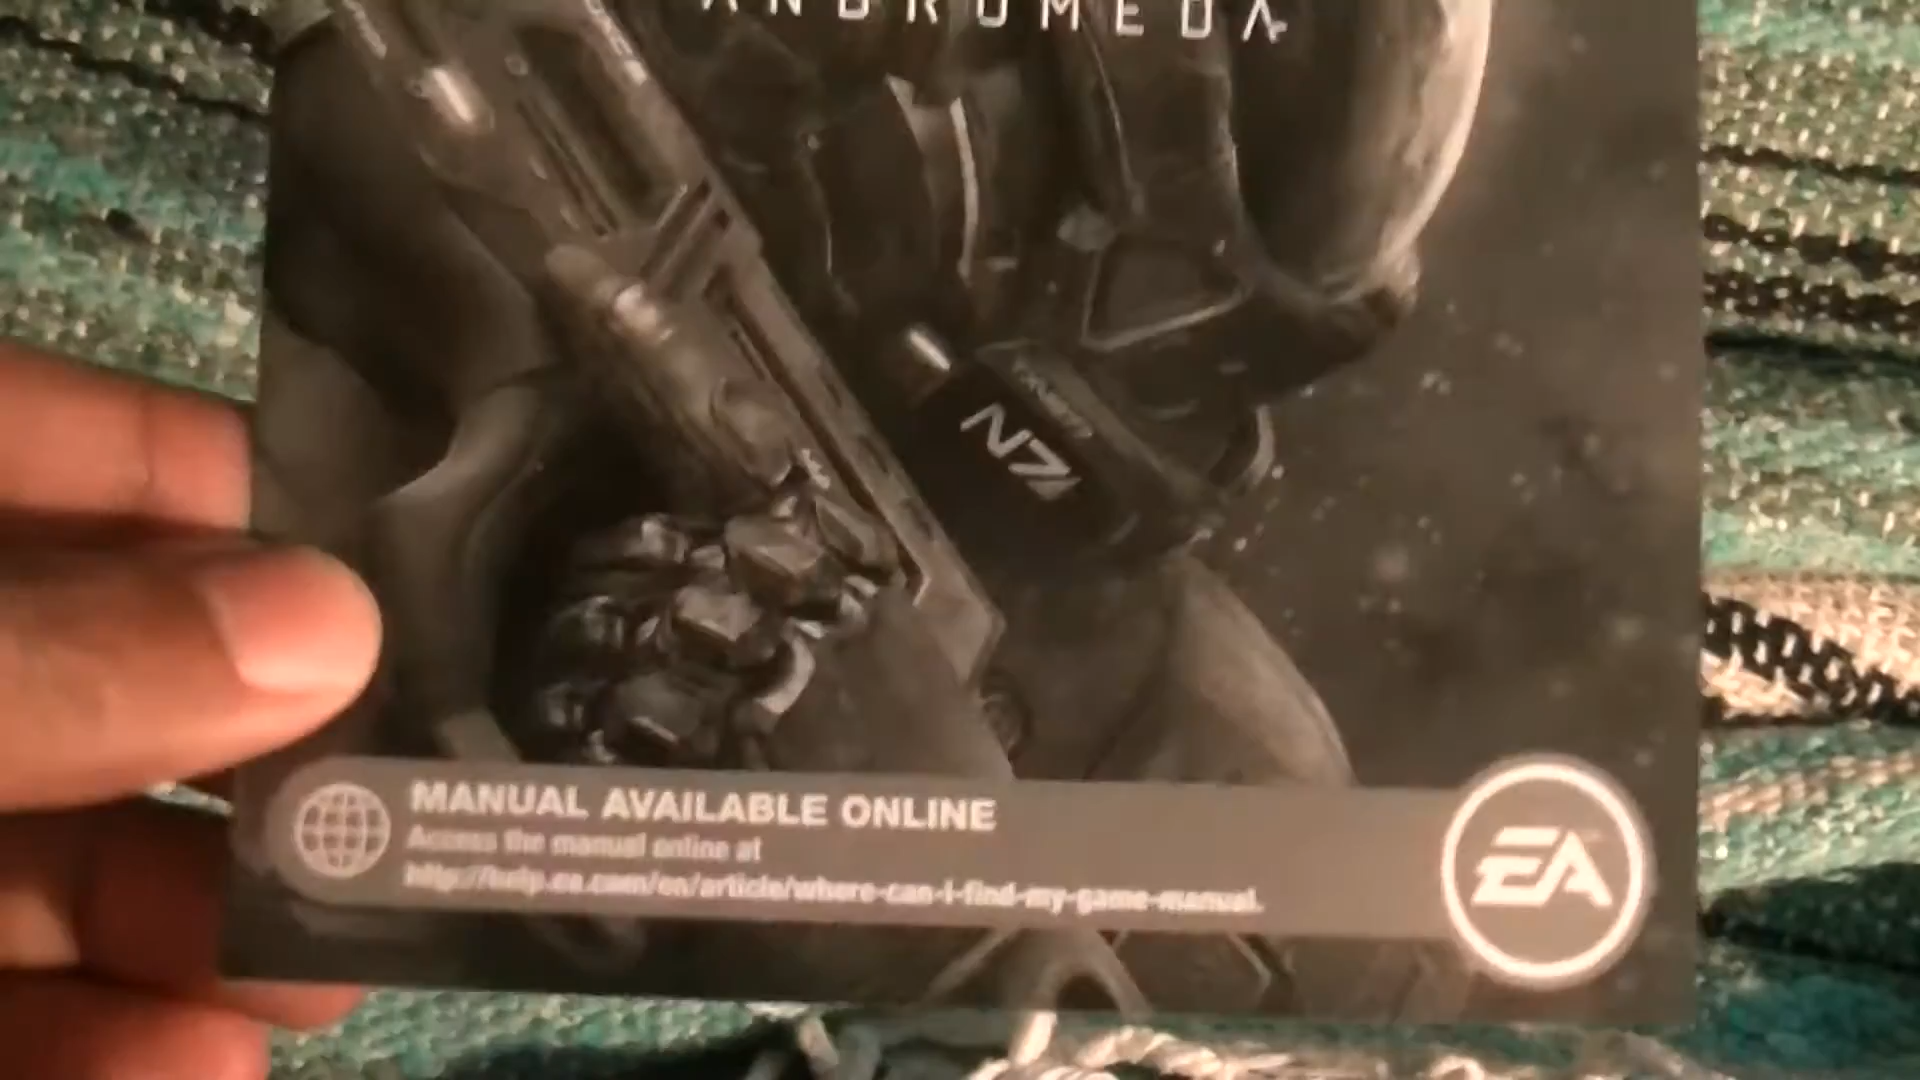 ANDROMEDA
N7
MANUAL AVAILABLE ONLINE
Access the manual online at
http://help.ea.com/en/article/where-can-i-find-my-game-manual.
EA